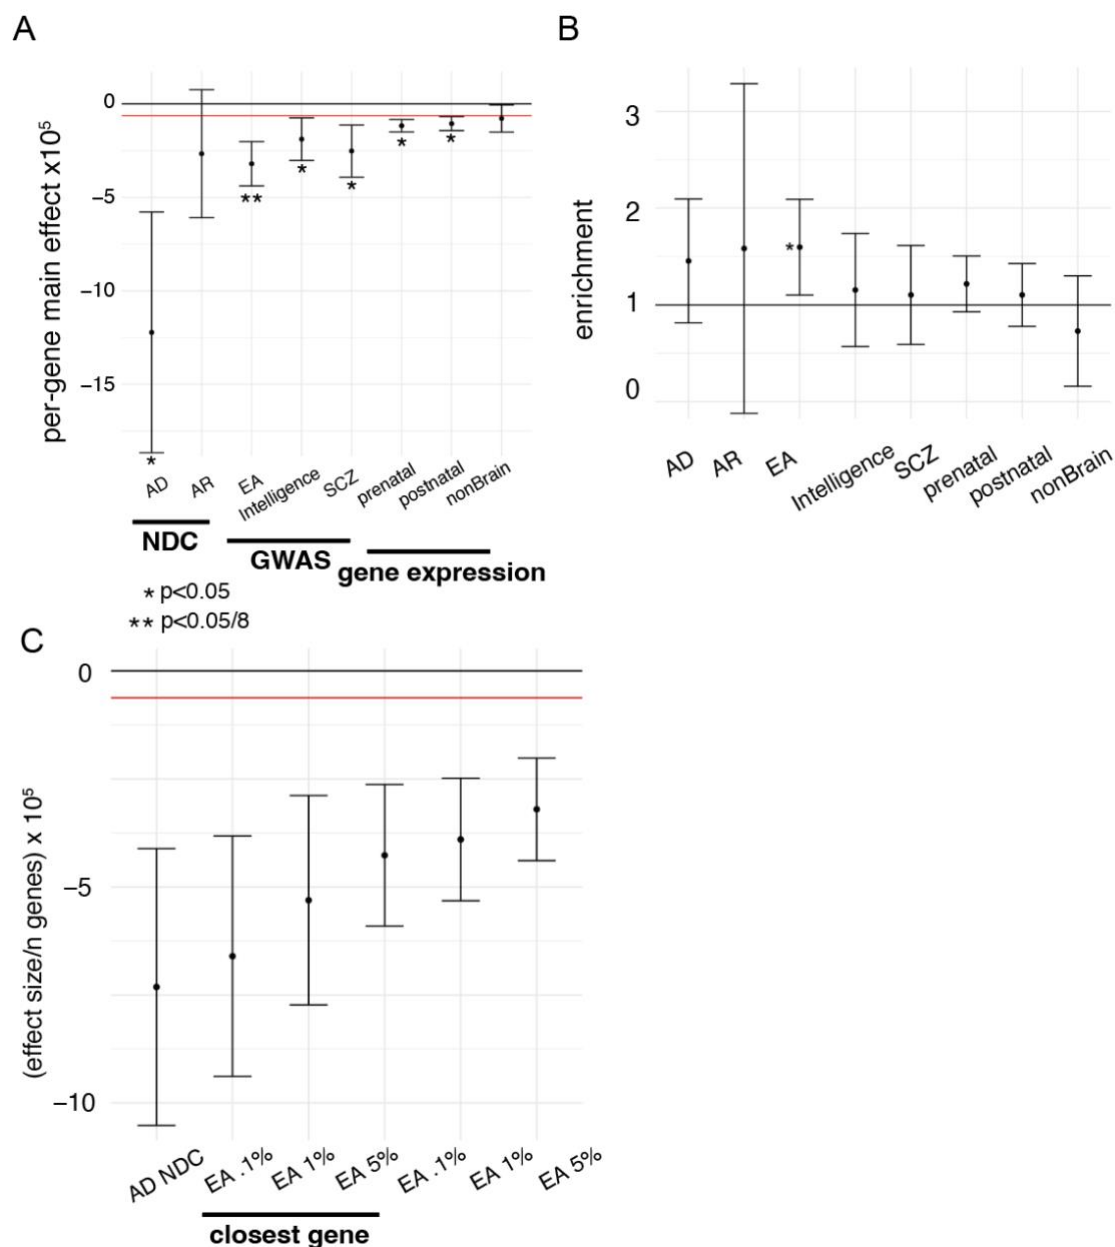 A
per-gene main effect x10⁵
0
−5
−10
−15
*
**
*
*
*
*
AD
AR
EA
Intelligence
SCZ
prenatal
postnatal
nonBrain
NDC
GWAS
gene expression
* p<0.05
** p<0.05/8
B
enrichment
3
2
1
0
*
AD
AR
EA
Intelligence
SCZ
prenatal
postnatal
nonBrain
C
(effect size/n genes) x 10⁵
0
−5
−10
AD NDC
EA .1%
EA 1%
EA 5%
EA .1%
EA 1%
EA 5%
closest gene